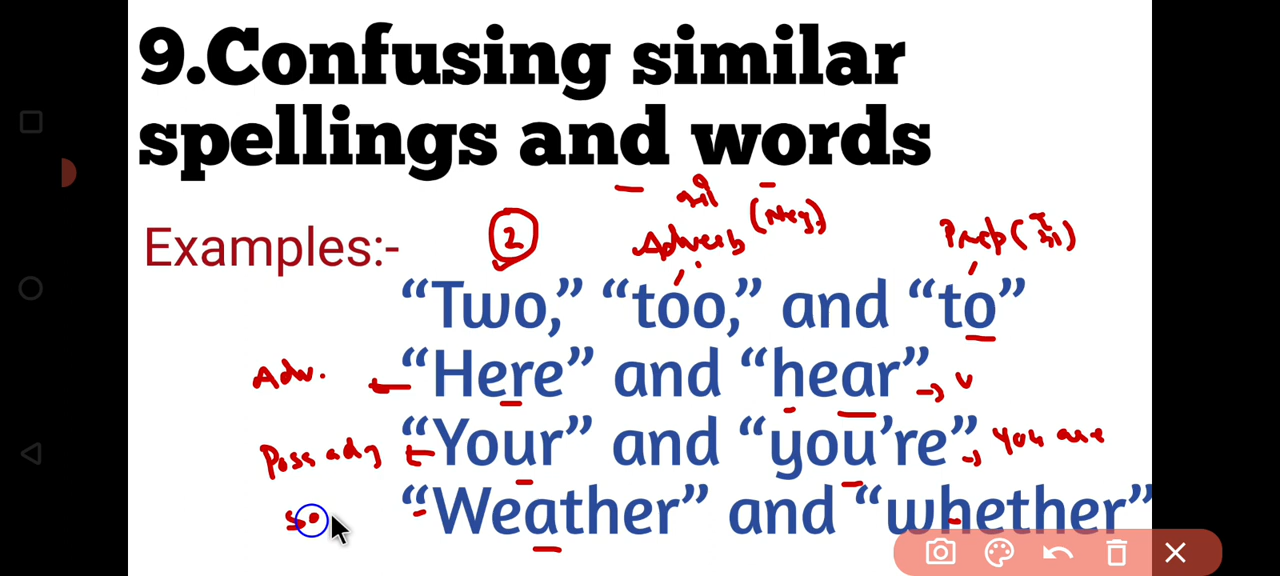 9.Confusing similar
spellings and words
Examples:-
2
Adverb
Prep
“Two,” “too,” and “to”
Adv.
“Here” and “hear”
v
Poss adj
“Your” and “you’re”
You are
“Weather” and “whether”